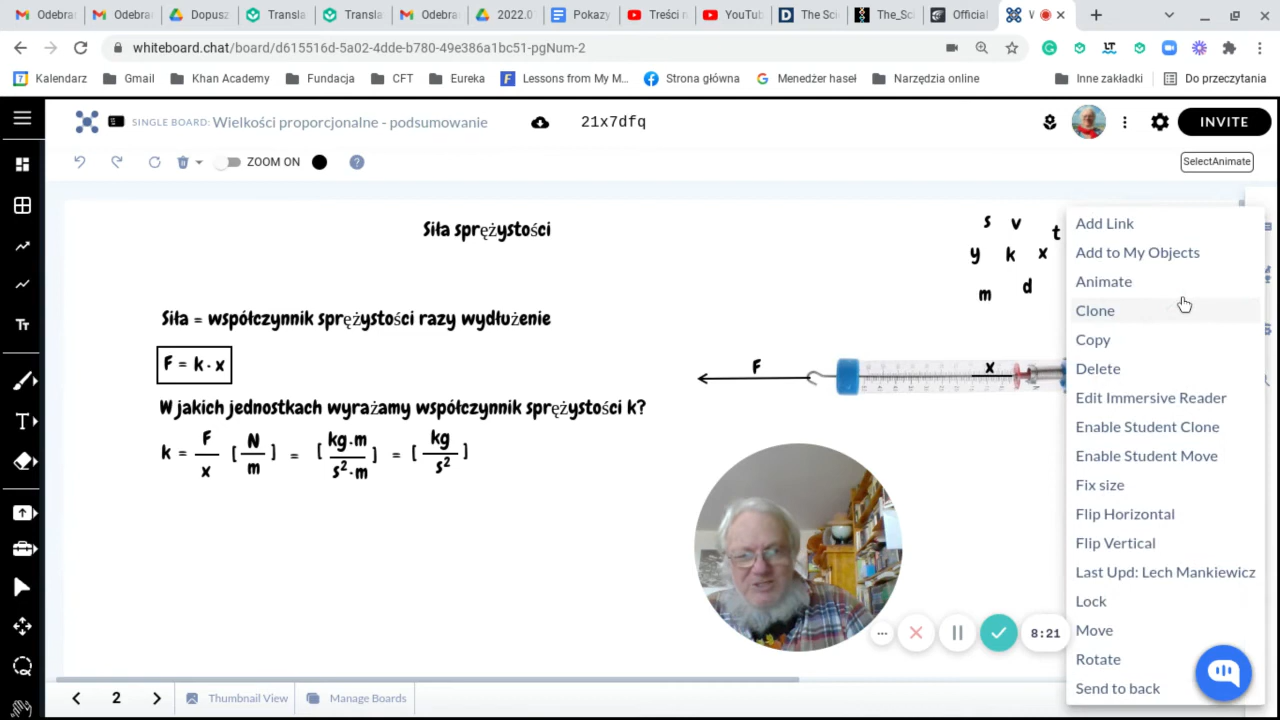 Odebra
Odebra
Dopusz
Transla
Transla
Odebra
2022.0
Pokazy
Treści r
YouTu
The Sci
The_Sc
Official
whiteboard.chat/board/d615516d-5a02-4dde-b780-49e386a1bc51-pgNum-2
Kalendarz
Gmail
Khan Academy
Fundacja
CFT
Eureka
Lessons from My M...
Strona główna
Menedżer haseł
Narzędzia online
Inne zakładki
Do przeczytania
SINGLE BOARD: Wielkości proporcjonalne - podsumowanie
21x7dfq
INVITE
ZOOM ON
SelectAnimate
Siła sprężystości
s v t
y k x
m d
Siła = współczynnik sprężystości razy wydłużenie
F = k · x
F
x
W jakich jednostkach wyrażamy współczynnik sprężystości k?
k = F/x [N/m] = [kg·m/s²·m] = [kg/s²]
Add Link
Add to My Objects
Animate
Clone
Copy
Delete
Edit Immersive Reader
Enable Student Clone
Enable Student Move
Fix size
Flip Horizontal
Flip Vertical
Last Upd: Lech Mankiewicz
Lock
Move
Rotate
Send to back
8:21
2
Thumbnail View
Manage Boards